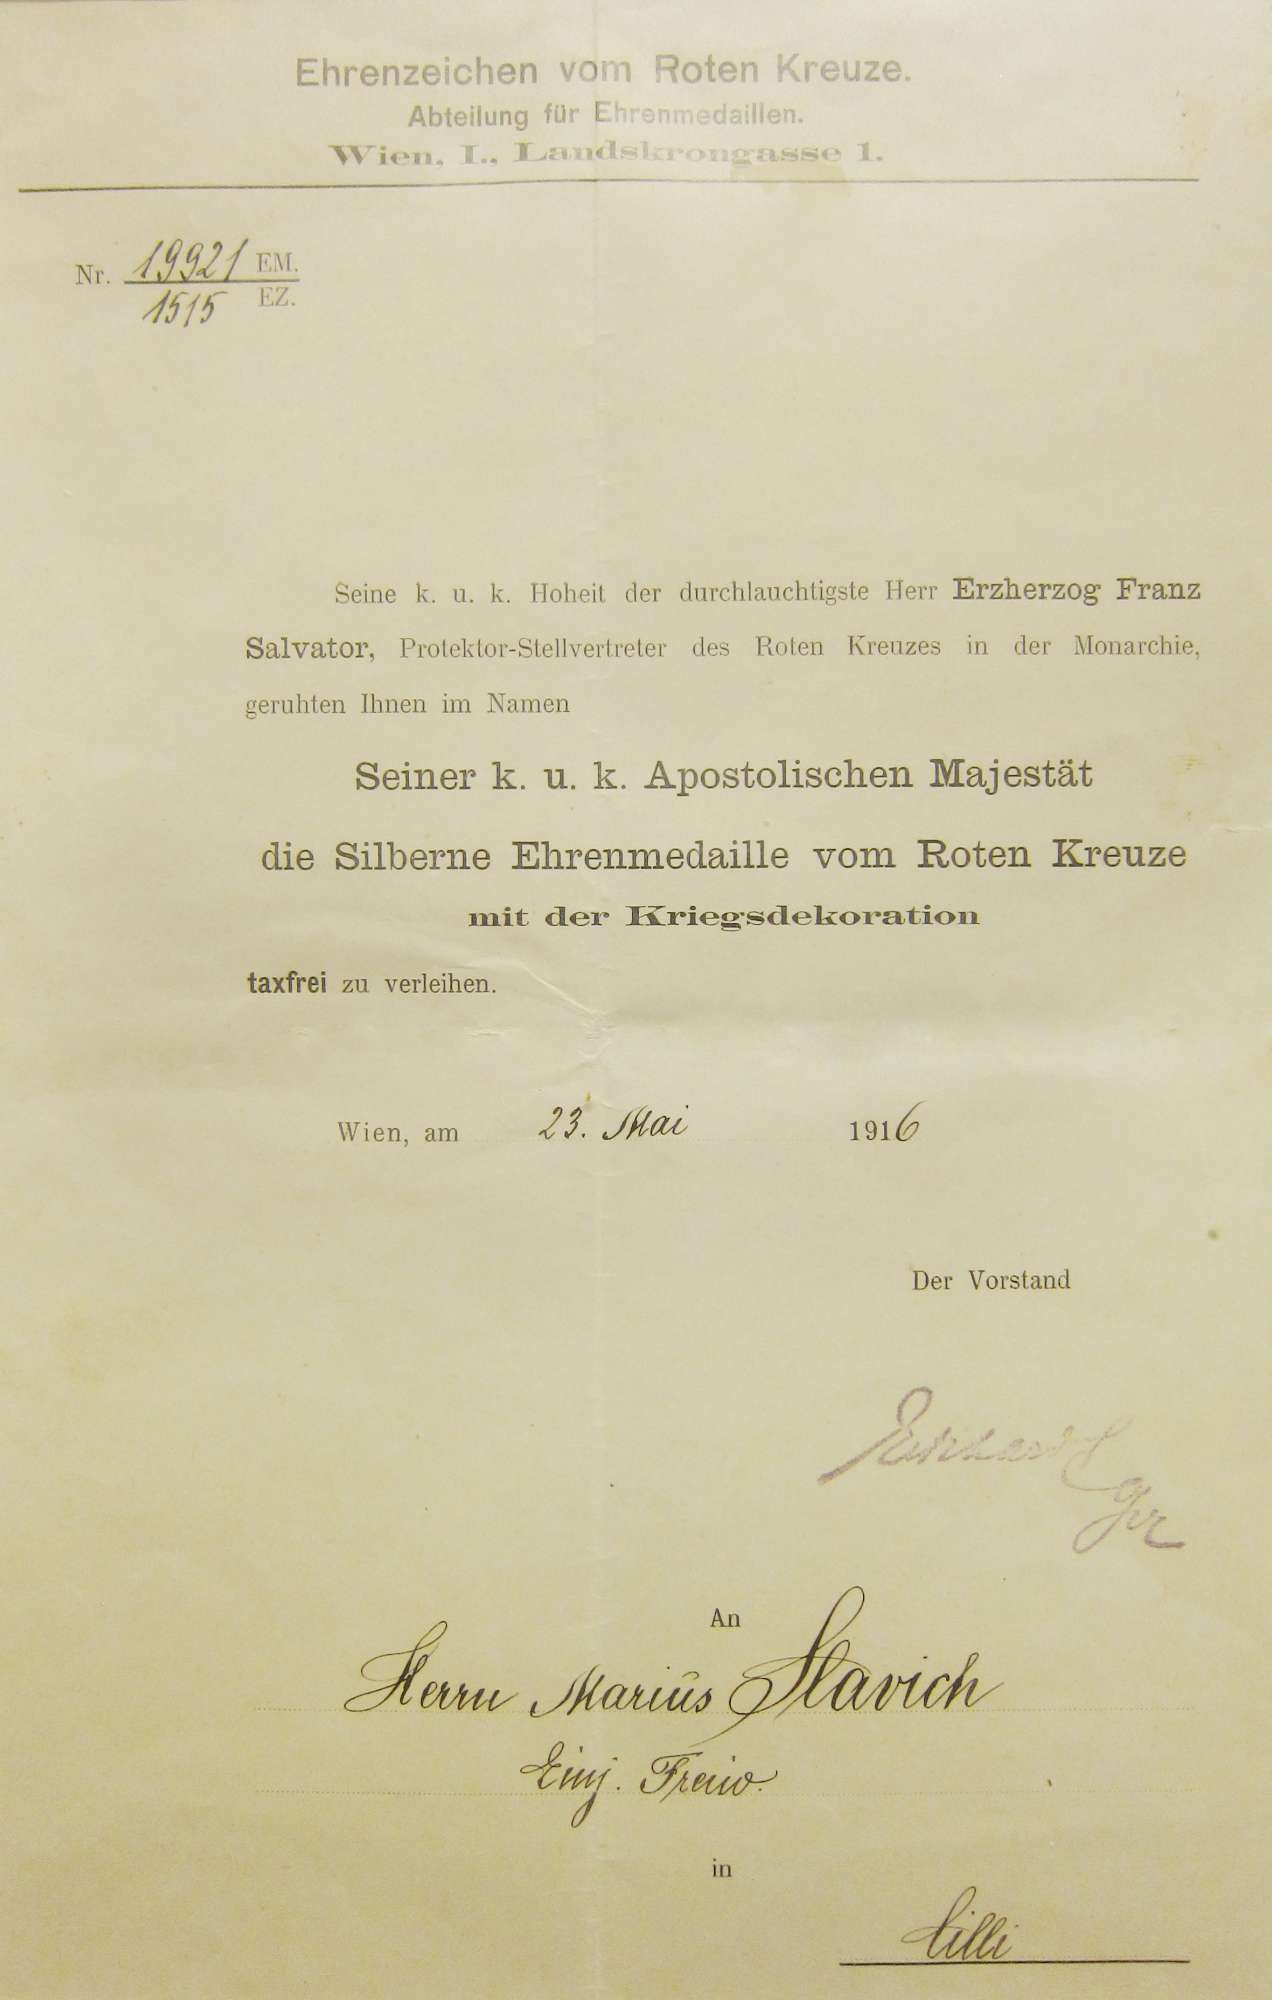 Ehrenzeichen vom Roten Kreuze.
Abteilung für Ehrenmedaillen.
Wien, I., Landskrongasse 1.
Nr. 19921 EM.
1515 EZ.
Seine k. u. k. Hoheit der durchlauchtigste Herr Erzherzog Franz
Salvator, Protektor-Stellvertreter des Roten Kreuzes in der Monarchie,
geruhten Ihnen im Namen
Seiner k. u. k. Apostolischen Majestät
die Silberne Ehrenmedaille vom Roten Kreuze
mit der Kriegsdekoration
taxfrei zu verleihen.
Wien, am 23. Mai 1916
Der Vorstand
An
Herrn Marius Slavich
Einj. Freiw.
in
Cilli